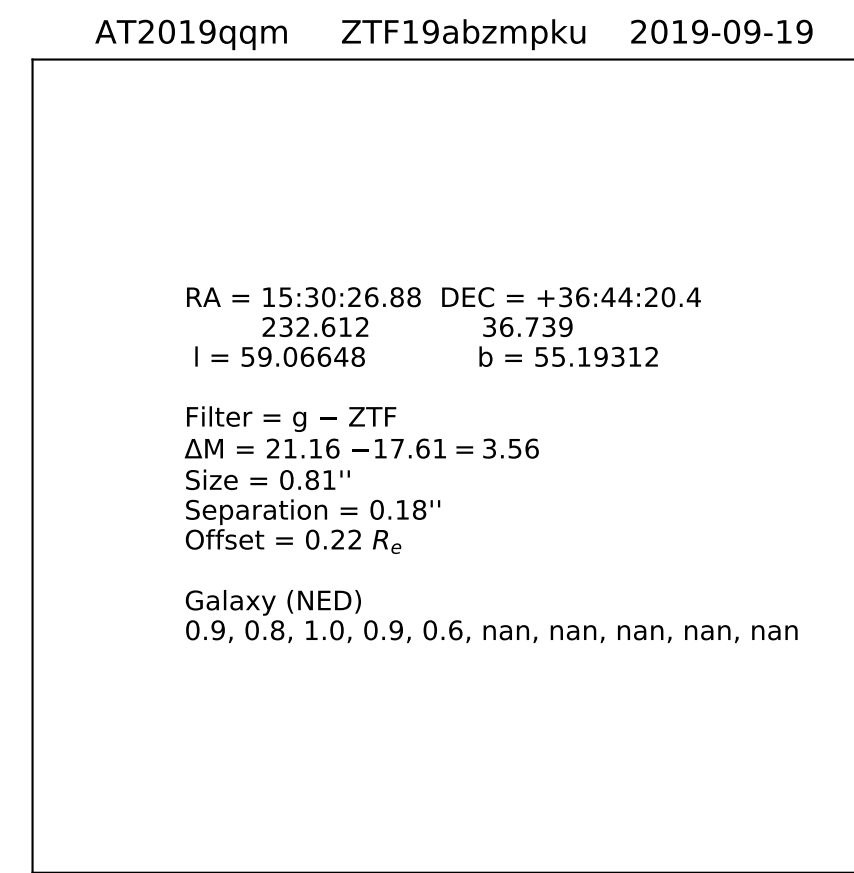 AT2019qqm ZTF19abzmpku 2019-09-19
RA = 15:30:26.88 DEC = +36:44:20.4
232.612 36.739
l = 59.06648 b = 55.19312
Filter = g − ZTF
ΔM = 21.16 −17.61 = 3.56
Size = 0.81''
Separation = 0.18''
Offset = 0.22 Re
Galaxy (NED)
0.9, 0.8, 1.0, 0.9, 0.6, nan, nan, nan, nan, nan